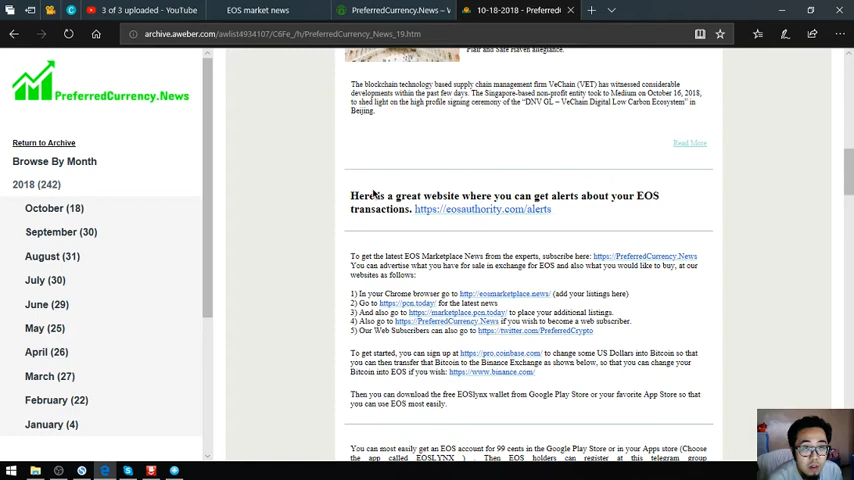 3 of 3 uploaded - YouTube
EOS market news
PreferredCurrency.News – V
10-18-2018 - Preferred
archive.aweber.com/awlist4934107/C6Fe_/h/PreferredCurrency_News_19.htm
PreferredCurrency.News
Return to Archive
Browse By Month
2018 (242)
October (18)
September (30)
August (31)
July (30)
June (29)
May (25)
April (26)
March (27)
February (22)
January (4)
and Safe Haven allegiance.
The blockchain technology based supply chain management firm VeChain (VET) has witnessed considerable
developments within the past few days. The Singapore-based non-profit entity took to Medium on October 16, 2018,
to shed light on the high profile signing ceremony of the “DNV GL – VeChain Digital Low Carbon Ecosystem” in
Beijing.
Read More
Here is a great website where you can get alerts about your EOS
transactions. https://eosauthority.com/alerts
To get the latest EOS Marketplace News from the experts, subscribe here: https://PreferredCurrency.News
You can advertise what you have for sale in exchange for EOS and also what you would like to buy, at our
websites as follows:
1) In your Chrome browser go to http://eosmarketplace.news/ (add your listings here)
2) Go to https://pcn.today/ for the latest news
3) And also go to https://marketplace.pcn.today/ to place your additional listings.
4) Also go to https://PreferredCurrency.News if you wish to become a web subscriber.
5) Our Web Subscribers can also go to https://twitter.com/PreferredCrypto
To get started, you can sign up at https://pro.coinbase.com/ to change some US Dollars into Bitcoin so that
you can then transfer that Bitcoin to the Binance Exchange as shown below, so that you can change your
Bitcoin into EOS if you wish: https://www.binance.com/
Then you can download the free EOSlynx wallet from Google Play Store or your favorite App Store so that
you can use EOS most easily.
You can most easily get an EOS account for 99 cents in the Google Play Store or in your Apps store (Choose
the app called EOSLYNX ) . Then EOS holders can register at this telegram group